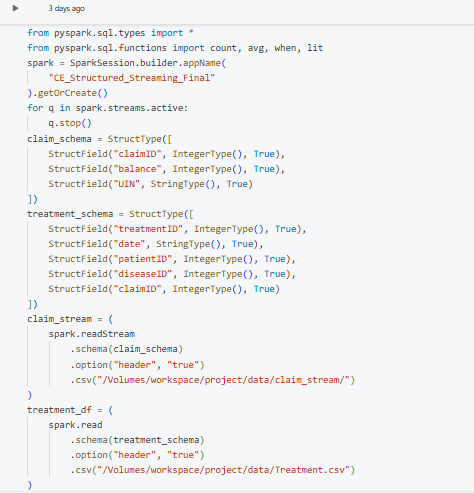 3 days ago
from pyspark.sql.types import *
from pyspark.sql.functions import count, avg, when, lit
spark = SparkSession.builder.appName(
    "CE_Structured_Streaming_Final"
).getOrCreate()
for q in spark.streams.active:
    q.stop()
claim_schema = StructType([
    StructField("claimID", IntegerType(), True),
    StructField("balance", IntegerType(), True),
    StructField("UIN", StringType(), True)
])
treatment_schema = StructType([
    StructField("treatmentID", IntegerType(), True),
    StructField("date", StringType(), True),
    StructField("patientID", IntegerType(), True),
    StructField("diseaseID", IntegerType(), True),
    StructField("claimID", IntegerType(), True)
])
claim_stream = (
    spark.readStream
        .schema(claim_schema)
        .option("header", "true")
        .csv("/Volumes/workspace/project/data/claim_stream/")
)
treatment_df = (
    spark.read
        .schema(treatment_schema)
        .option("header", "true")
        .csv("/Volumes/workspace/project/data/Treatment.csv")
)